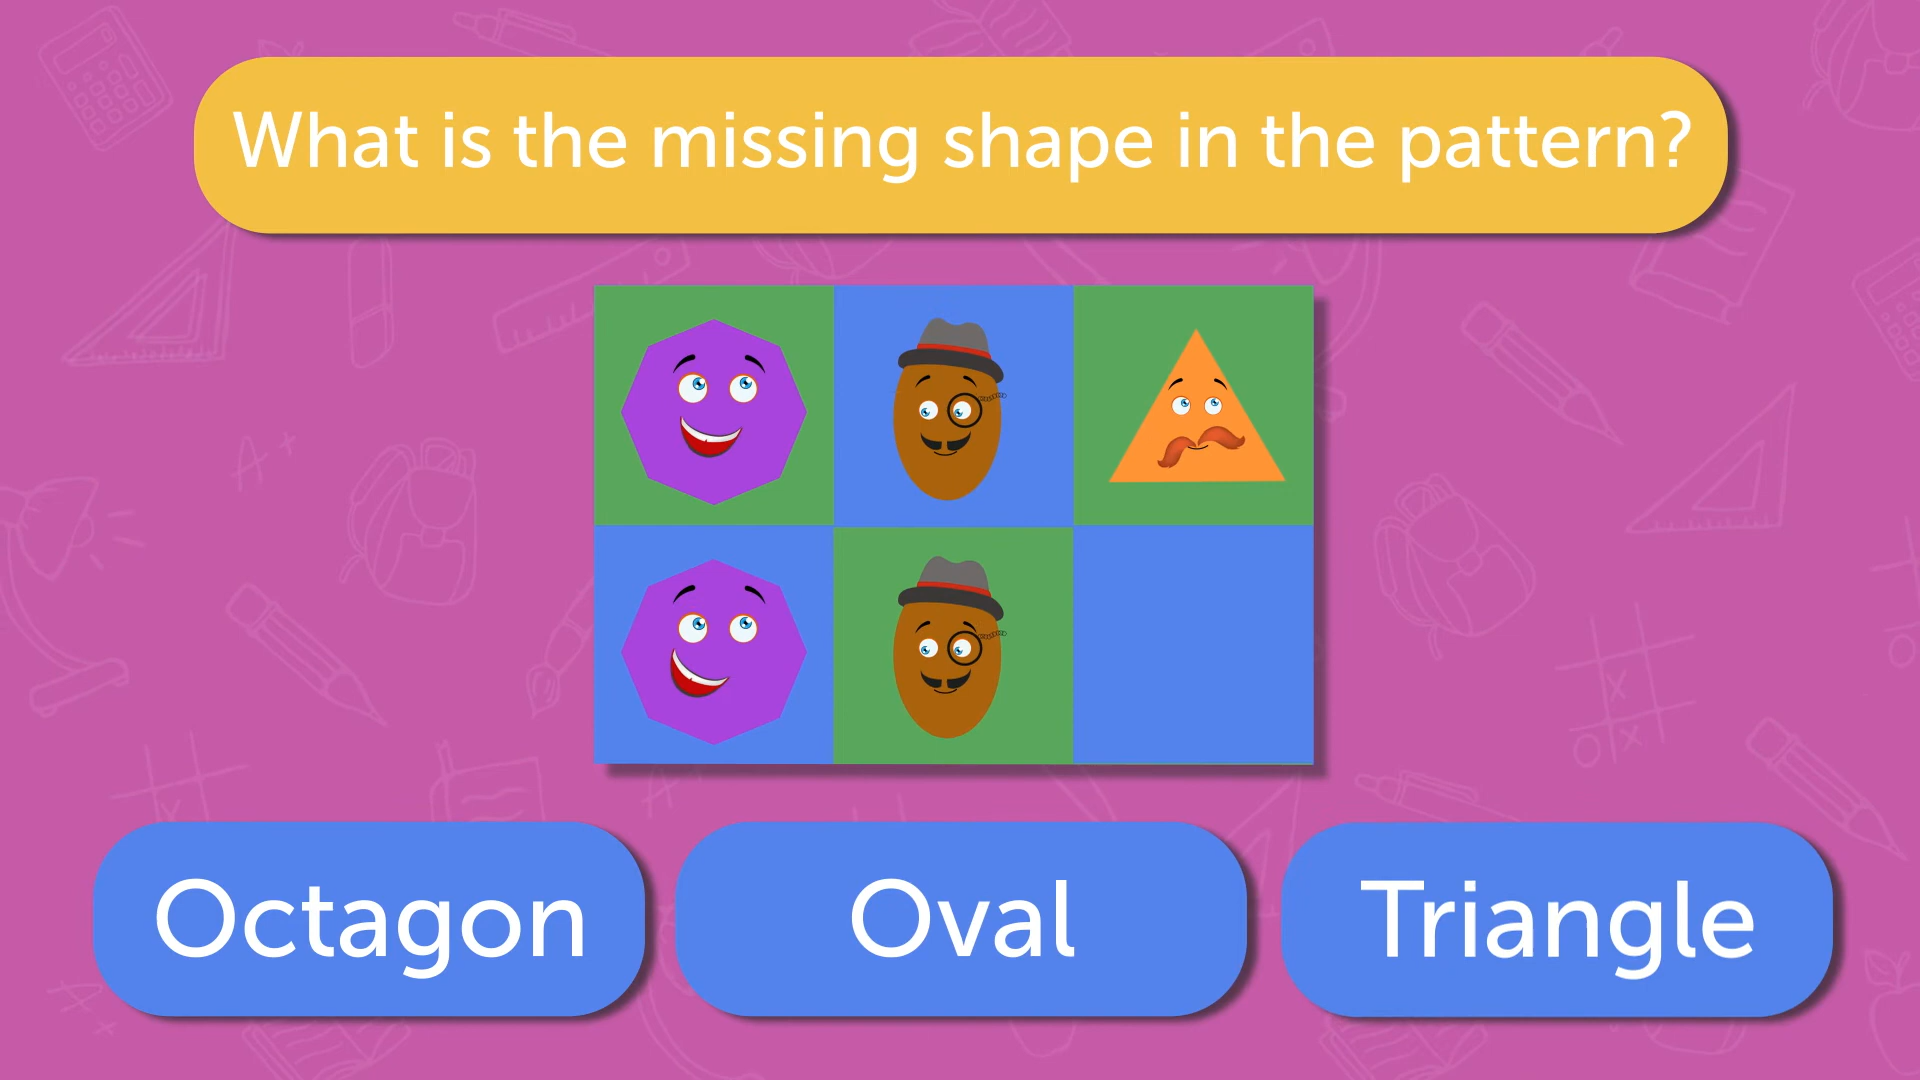 What is the missing shape in the pattern?
Octagon
Oval
Triangle